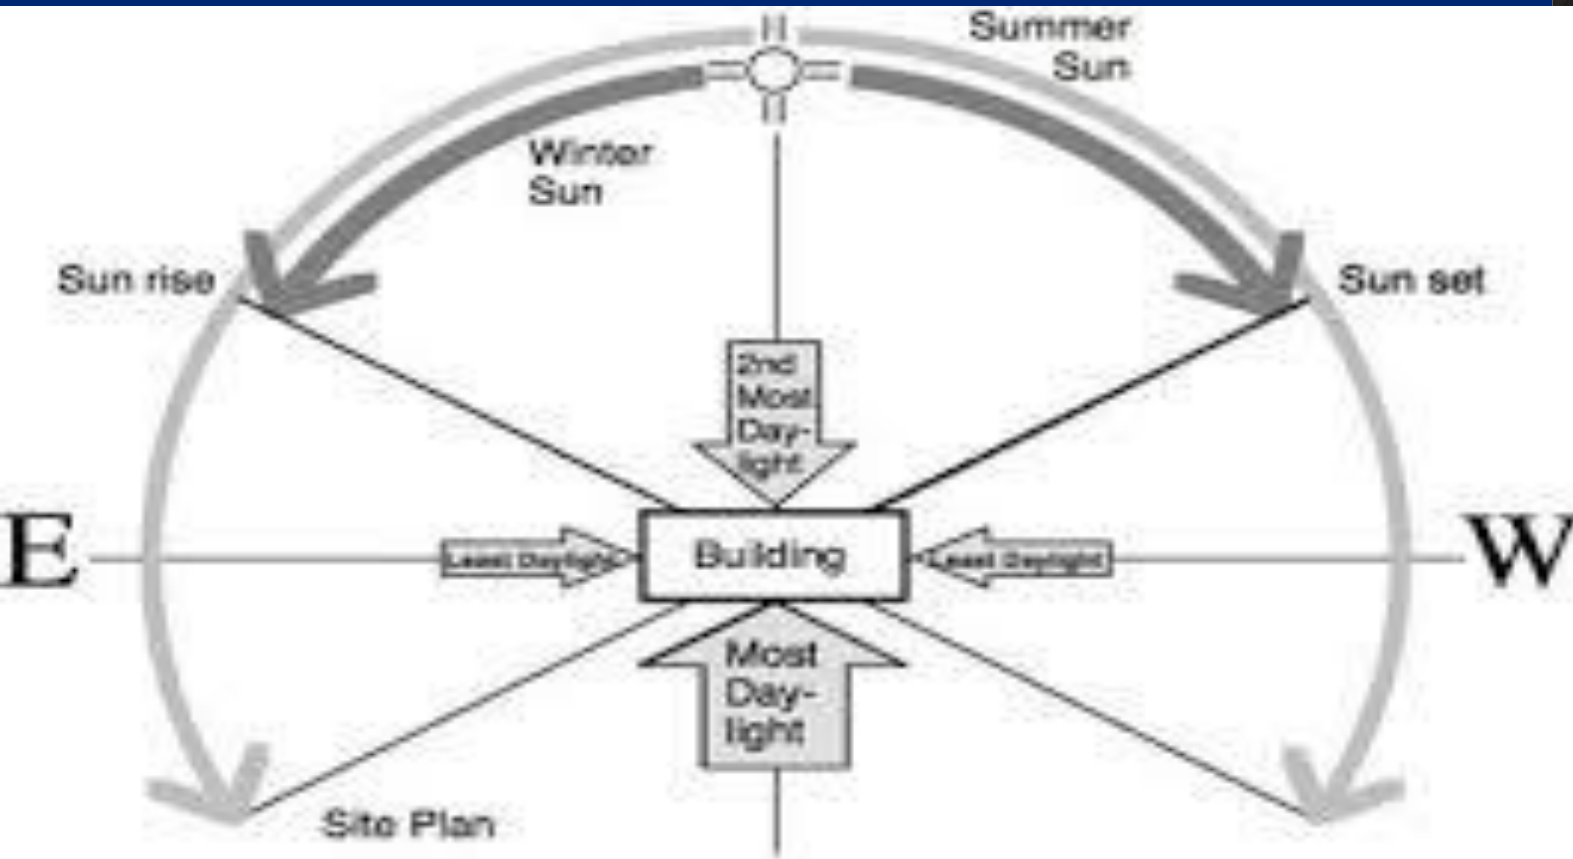 Summer
Sun
Winter
Sun
Sun rise
Sun set
2nd
Most
Day-
light
E
Least Daylight
Building
Least Daylight
W
Most
Day-
light
Site Plan